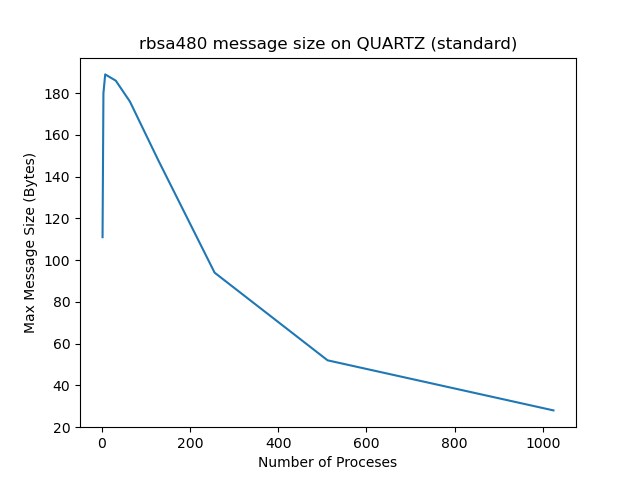 rbsa480 message size on QUARTZ (standard)
Max Message Size (Bytes)
180
160
140
120
100
80
60
40
20
0 200 400 600 800 1000
Number of Proceses